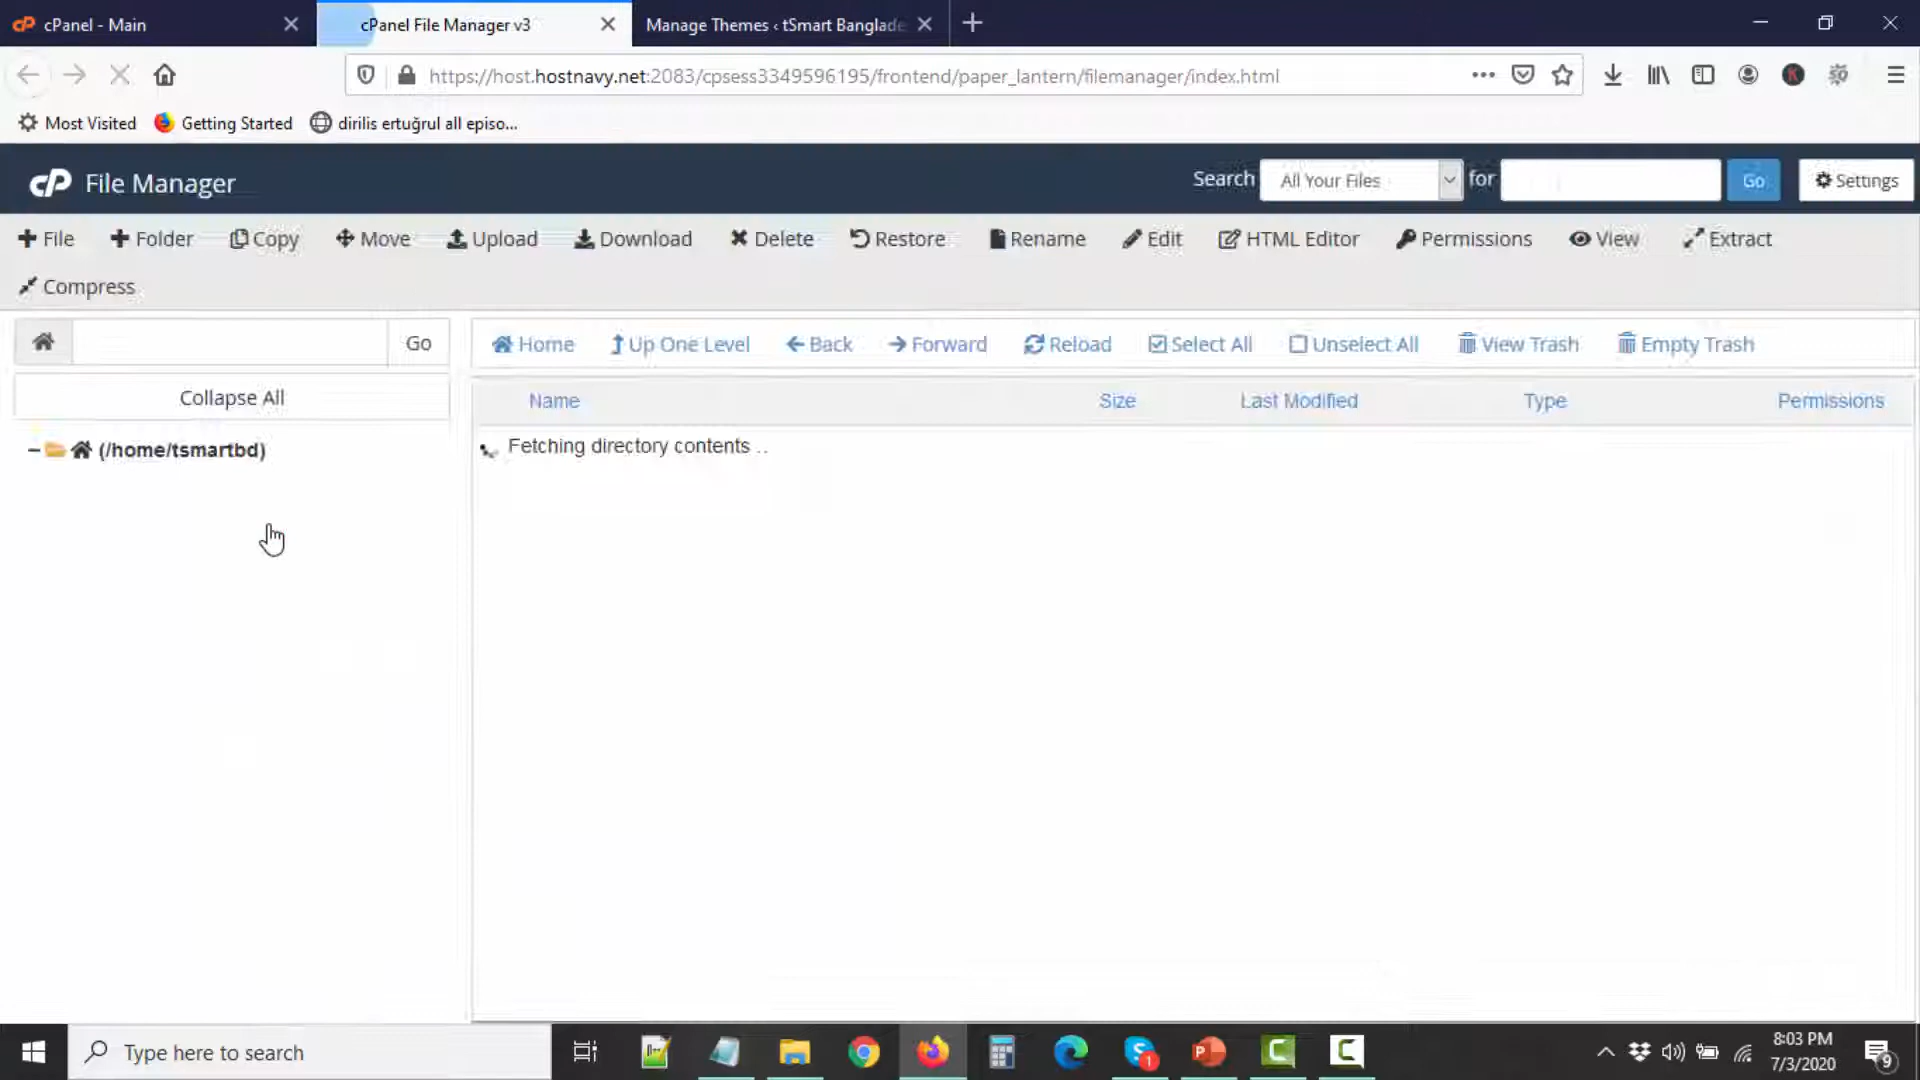 cPanel - Main
cPanel File Manager v3
Manage Themes ‹ tSmart Banglade
https://host.hostnavy.net:2083/cpsess3349596195/frontend/paper_lantern/filemanager/index.html
Most Visited
Getting Started
dirilis ertuğrul all episo...
cP File Manager
Search
All Your Files
for
Go
Settings
File
Folder
Copy
Move
Upload
Download
Delete
Restore
Rename
Edit
HTML Editor
Permissions
View
Extract
Compress
Go
Home
Up One Level
Back
Forward
Reload
Select All
Unselect All
View Trash
Empty Trash
Collapse All
Name
Size
Last Modified
Type
Permissions
(/home/tsmartbd)
Fetching directory contents ..
Type here to search
8:03 PM
7/3/2020